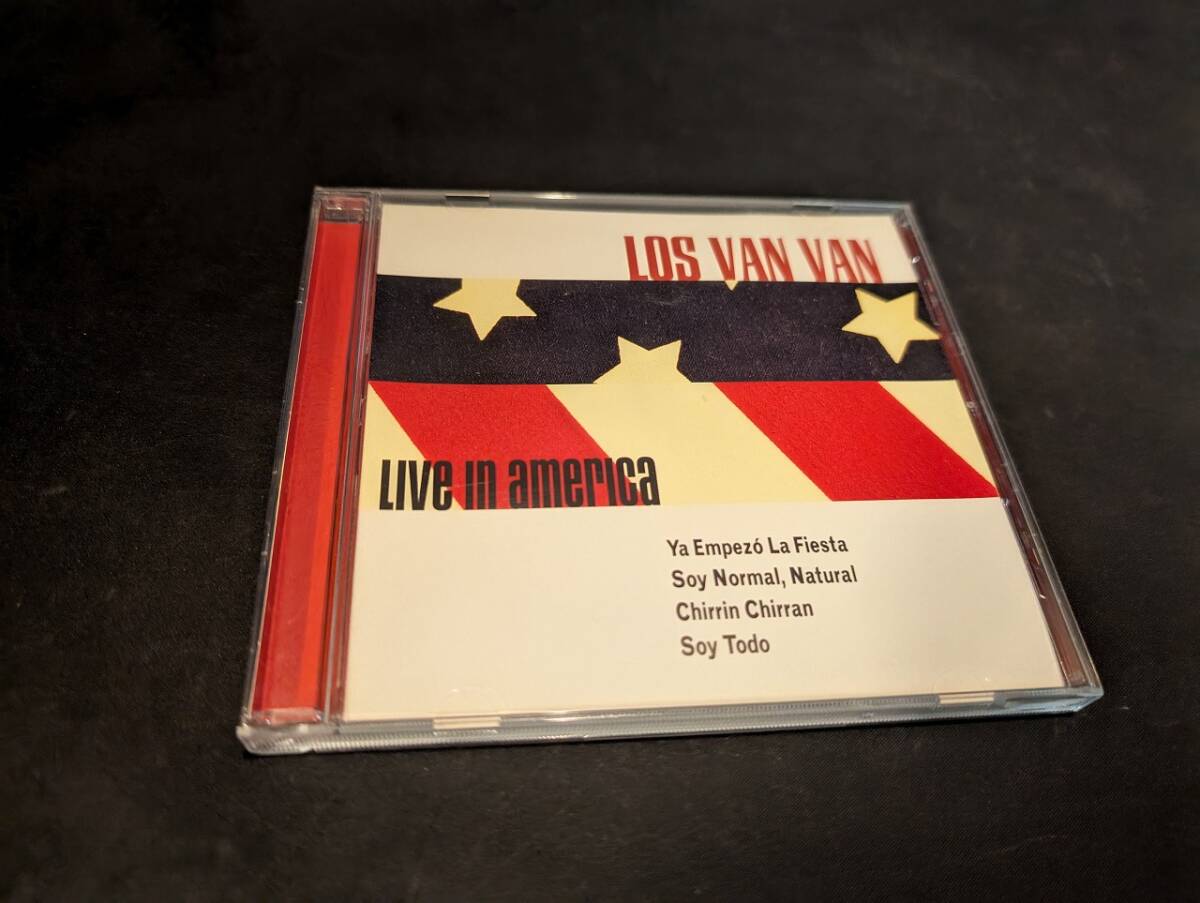 LOS VAN VAN
Live in america
Ya Empezó La Fiesta
Soy Normal, Natural
Chirrin Chirran
Soy Todo